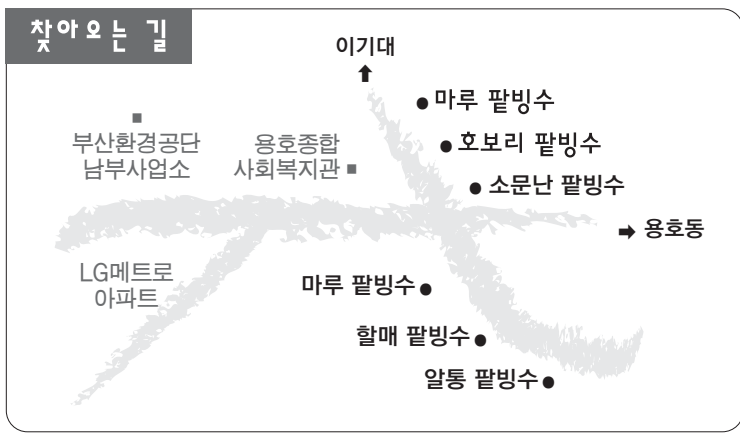 찾아오는 길
이기대
마루 팥빙수
부산환경공단
남부사업소
용호종합
사회복지관
호보리 팥빙수
소문난 팥빙수
용호동
LG메트로
아파트
마루 팥빙수
할매 팥빙수
알통 팥빙수